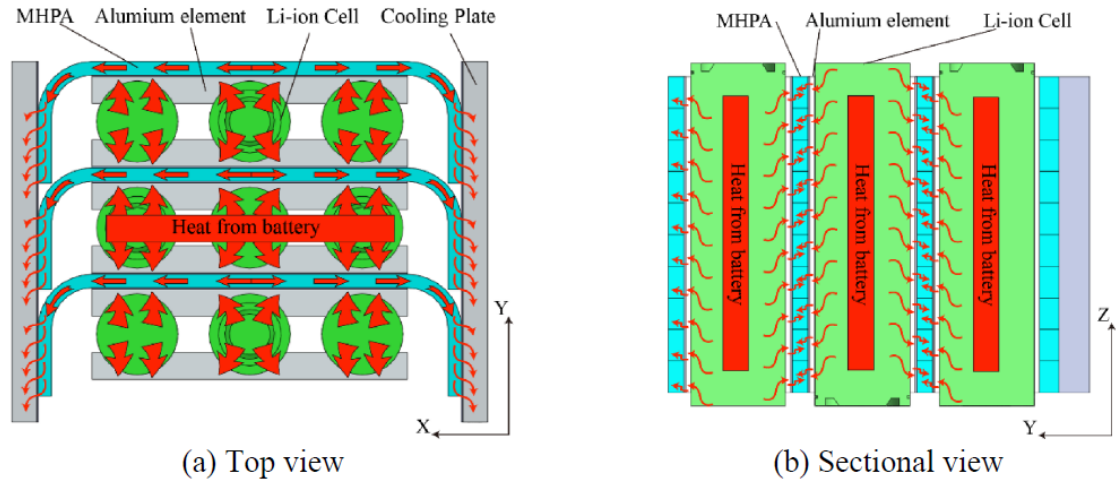 MHPA Alumium element Li-ion Cell Cooling Plate
Heat from battery
Y
X
(a) Top view
MHPA Alumium element Li-ion Cell
Heat from battery
Heat from battery
Heat from battery
Z
Y
(b) Sectional view